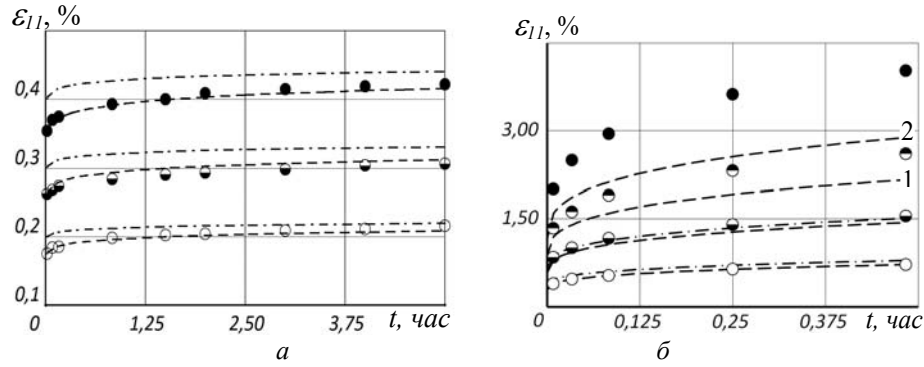 ε₁₁, %
0,4
0,3
0,2
0,1
0
1,25
2,50
3,75
t, час
а
ε₁₁, %
3,00
1,50
2
1
0
0,125
0,25
0,375
t, час
б